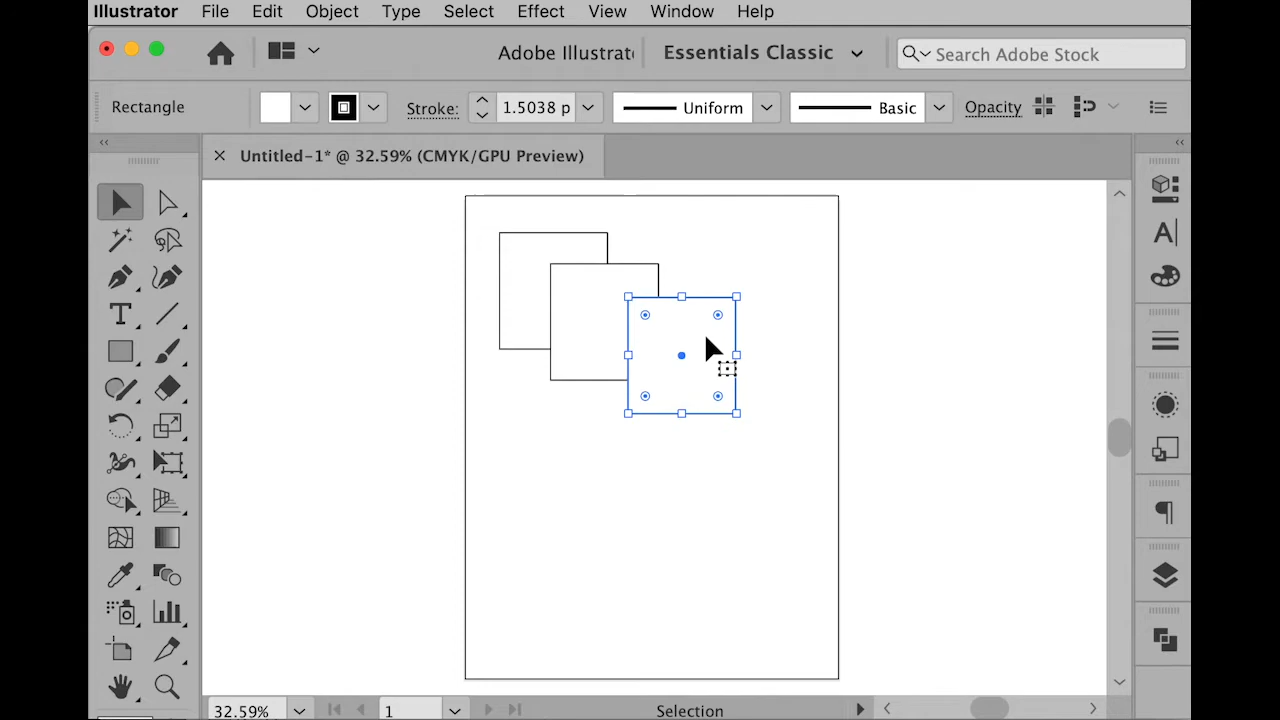 Illustrator File Edit Object Type Select Effect View Window Help
Adobe Illustrat Essentials Classic Search Adobe Stock
Rectangle Stroke: 1.5038 p Uniform Basic Opacity
Untitled-1* @ 32.59% (CMYK/GPU Preview)
32.59% 1 Selection